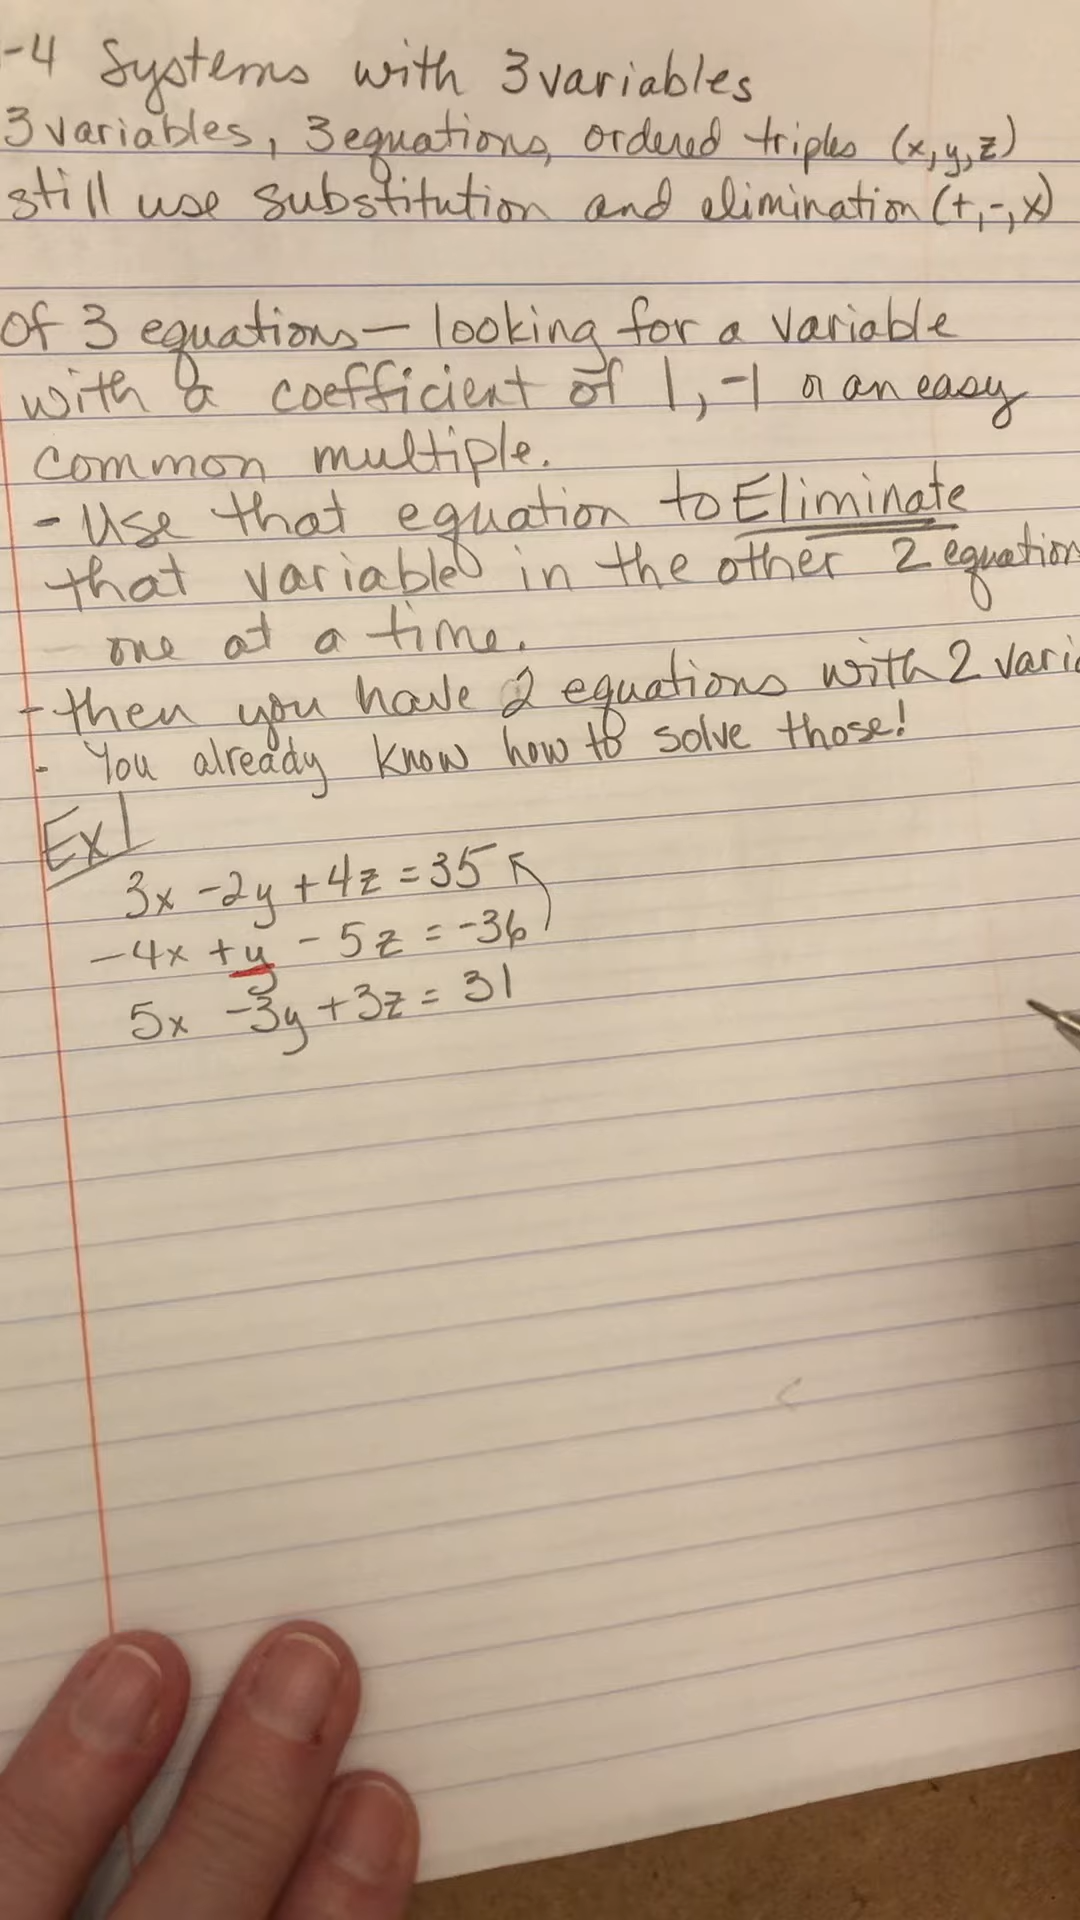 -4 Systems with 3 variables
3 variables, 3 equations, ordered triples (x, y, z)
still use substitution and elimination (+, -, x)
Of 3 equations — looking for a variable
with a coefficient of 1, -1 or an easy
common multiple.
- Use that equation to Eliminate
that variable in the other 2 equation
one at a time.
- then you have 2 equations with 2 varia
- You already know how to solve those!
Ex 1
3x - 2y + 4z = 35
-4x + y - 5z = -36
5x - 3y + 3z = 31